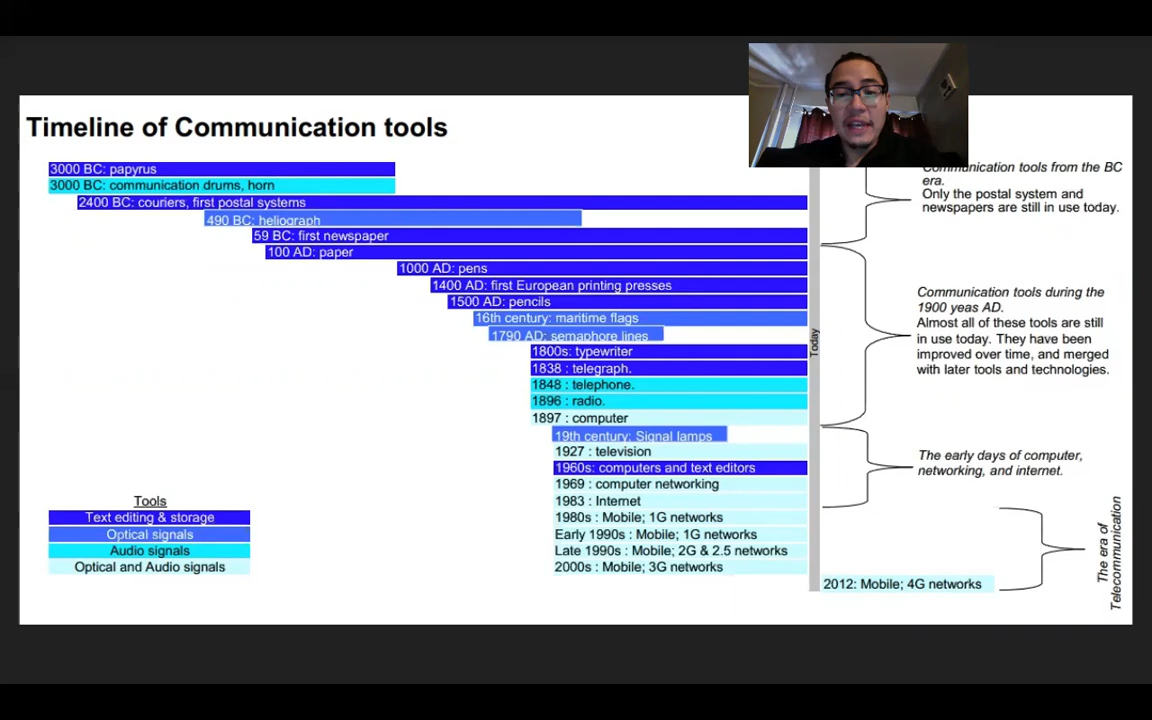 Timeline of Communication tools
3000 BC: papyrus
3000 BC: communication drums, horn
2400 BC: couriers, first postal systems
490 BC: heliograph
59 BC: first newspaper
100 AD: paper
1000 AD: pens
1400 AD: first European printing presses
1500 AD: pencils
16th century: maritime flags
1790 AD: semaphore lines
1800s: typewriter
1838 : telegraph.
1848 : telephone.
1896 : radio.
1897 : computer
19th century: Signal lamps
1927 : television
1960s: computers and text editors
1969 : computer networking
1983 : Internet
1980s : Mobile; 1G networks
Early 1990s : Mobile; 1G networks
Late 1990s : Mobile; 2G & 2.5 networks
2000s : Mobile; 3G networks
2012: Mobile; 4G networks
Today
Communication tools from the BC
era.
Only the postal system and
newspapers are still in use today.
Communication tools during the
1900 yeas AD.
Almost all of these tools are still
in use today. They have been
improved over time, and merged
with later tools and technologies.
The early days of computer,
networking, and internet.
The era of
Telecommunication
Tools
Text editing & storage
Optical signals
Audio signals
Optical and Audio signals